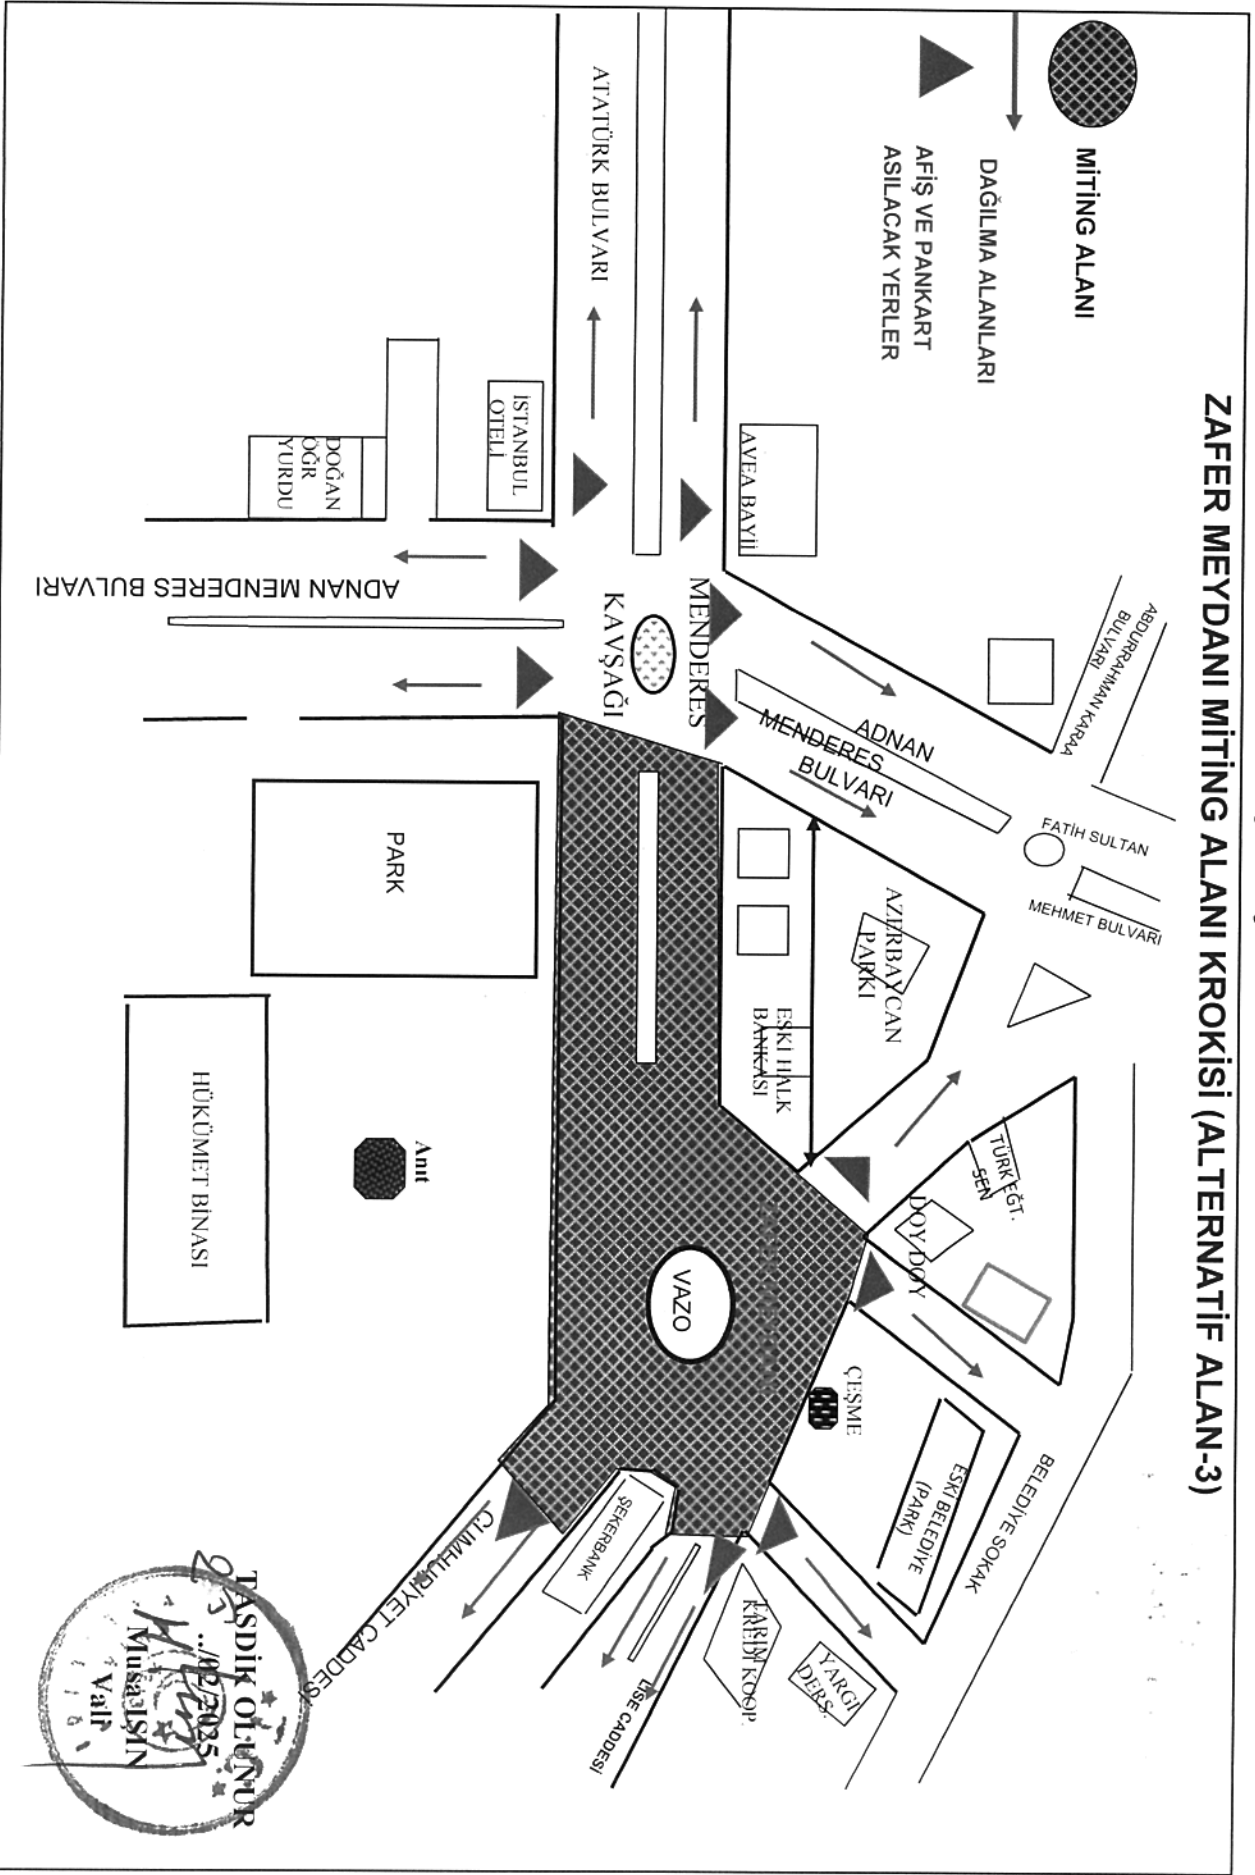 ZAFER MEYDANI MİTİNG ALANI KROKİSİ (ALTERNATİF ALAN-3)
MİTİNG ALANI
DAĞILMA ALANLARI
AFİŞ VE PANKART
ASILACAK YERLER
ATATÜRK BULVARI
AVEA BAYİİ
İSTANBUL
OTELİ
DOĞAN
ÖĞR
YURDU
ADNAN MENDERES BULVARI
MENDERES
KAVŞAĞI
ABDURRAHMAN KARAA
BULVARI
ADNAN
MENDERES
BULVARI
FATİH SULTAN
MEHMET BULVARI
PARK
AZERBAYCAN
PARKI
ESKİ HALK
BANKASI
HÜKÜMET BİNASI
Anıt
TÜRK EĞT.
SEN
DOY DOY
VAZO
ÇEŞME
ESKİ BELEDİYE
(PARK)
BELEDİYE SOKAK
ŞEKERBANK
CUMHURİYET CADDESİ
LİSE CADDESİ
TARIM
KREDİ KOOP.
YARGI
DERS.
TASDİK OLUNUR
.../02/2025
Musa IŞIN
Vali